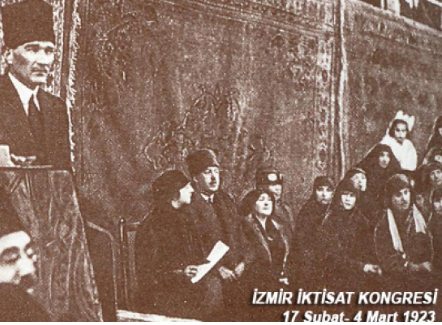 İZMİR İKTİSAT KONGRESİ
17 Şubat- 4 Mart 1923